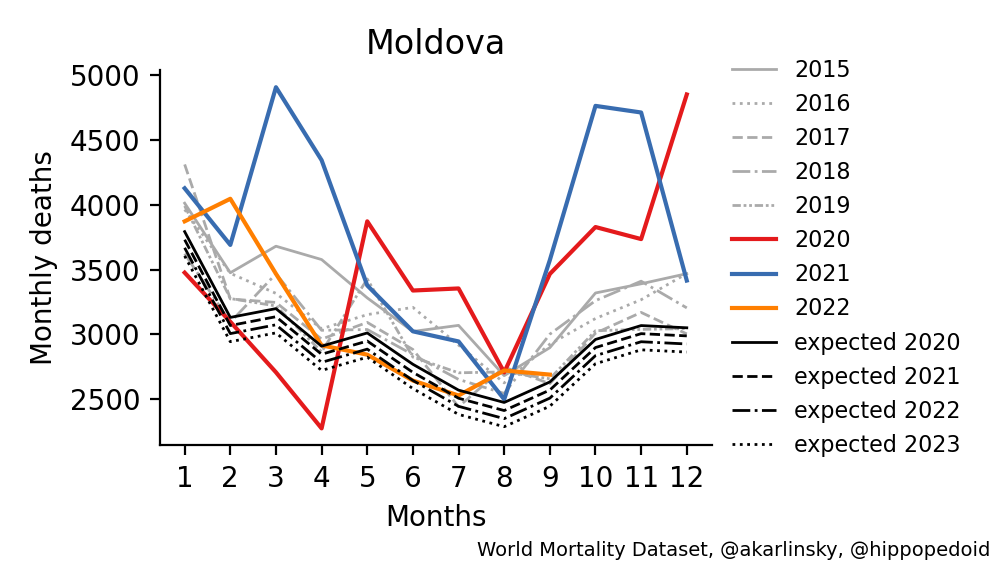 Moldova
5000
4500
4000
3500
3000
2500
Monthly deaths
1 2 3 4 5 6 7 8 9 10 11 12
Months
2015
2016
2017
2018
2019
2020
2021
2022
expected 2020
expected 2021
expected 2022
expected 2023
World Mortality Dataset, @akarlinsky, @hippopedoid